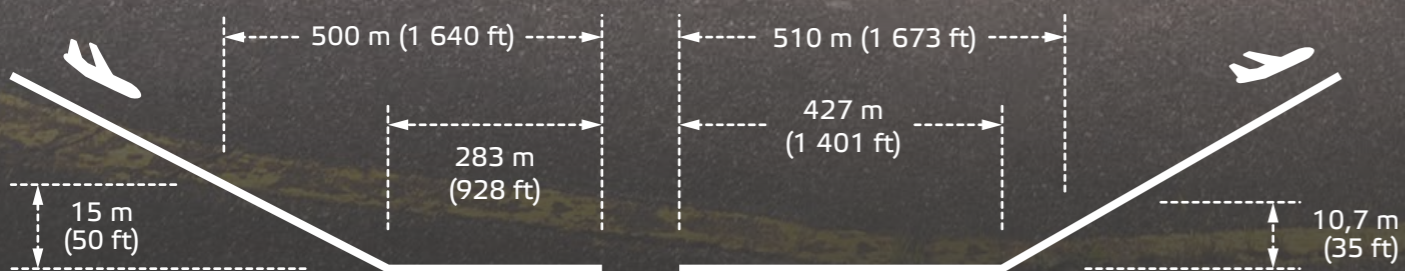 500 m (1 640 ft)
510 m (1 673 ft)
427 m
(1 401 ft)
283 m
(928 ft)
15 m
(50 ft)
10,7 m
(35 ft)